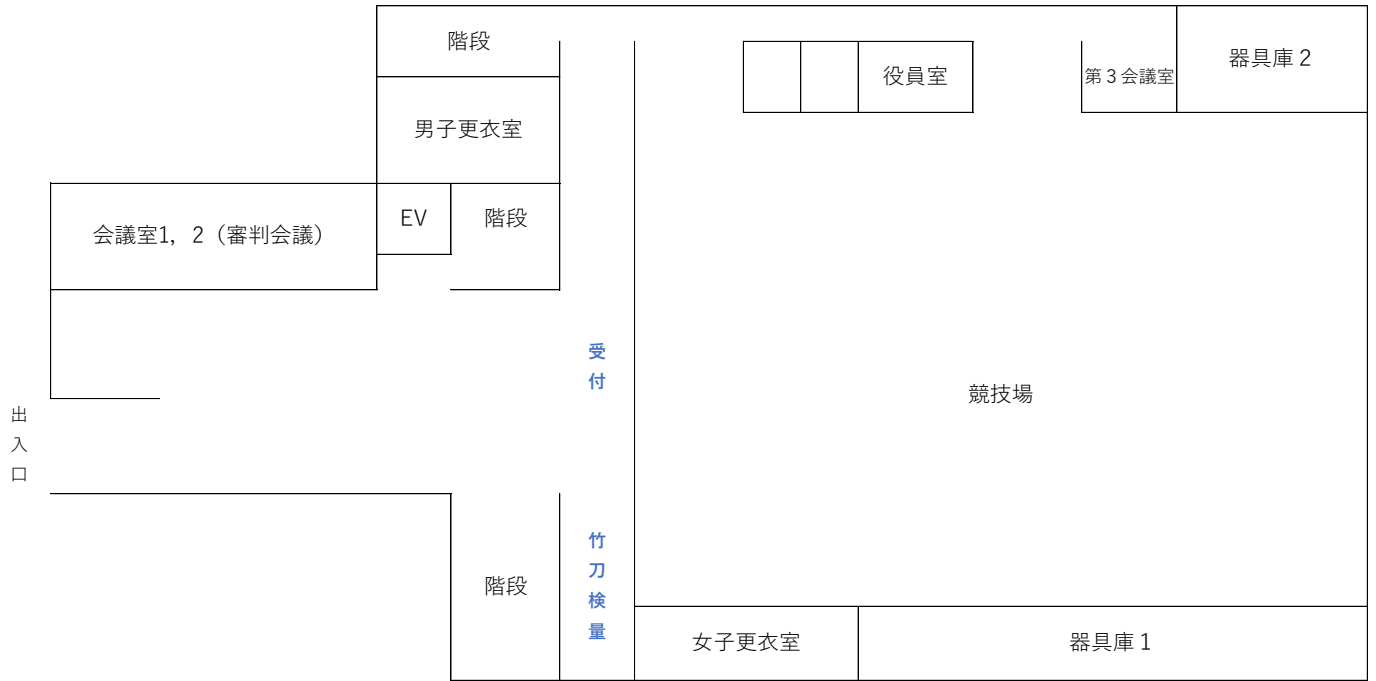 階段
役員室
第３会議室
器具庫２
男子更衣室
会議室1，２（審判会議）
EV
階段
受付
競技場
出入口
竹刀検量
階段
女子更衣室
器具庫１